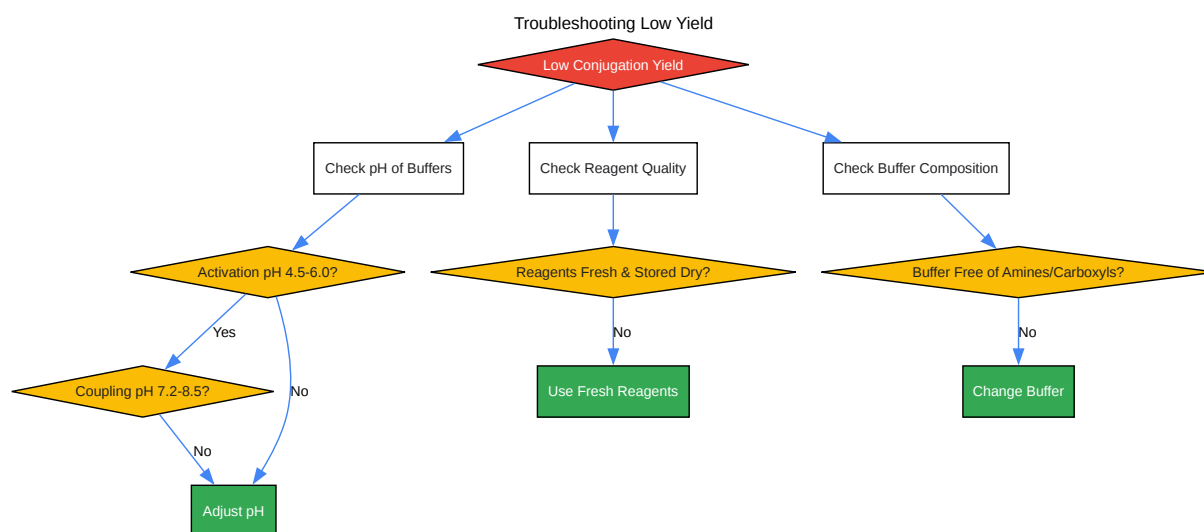 Troubleshooting Low Yield
Low Conjugation Yield
Check pH of Buffers
Check Reagent Quality
Check Buffer Composition
Activation pH 4.5-6.0?
Reagents Fresh & Stored Dry?
Buffer Free of Amines/Carboxyls?
Yes
No
No
Coupling pH 7.2-8.5?
No
Use Fresh Reagents
Change Buffer
No
Adjust pH